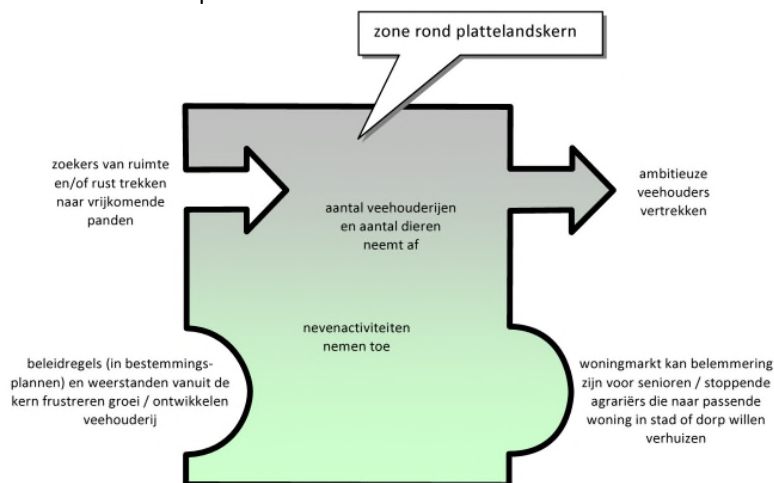 zone rond plattelandskern
zoekers van ruimte
en/of rust trekken
naar vrijkomende
panden
aantal veehouderijen
en aantal dieren
neemt af
ambitieuze
veehouders
vertrekken
nevenactiviteiten
nemen toe
beleidregels (in bestemmings-
plannen) en weerstanden vanuit de
kern frustreren groei / ontwikkelen
veehouderij
woningmarkt kan belemmering
zijn voor senioren / stoppende
agrariërs die naar passende
woning in stad of dorp willen
verhuizen